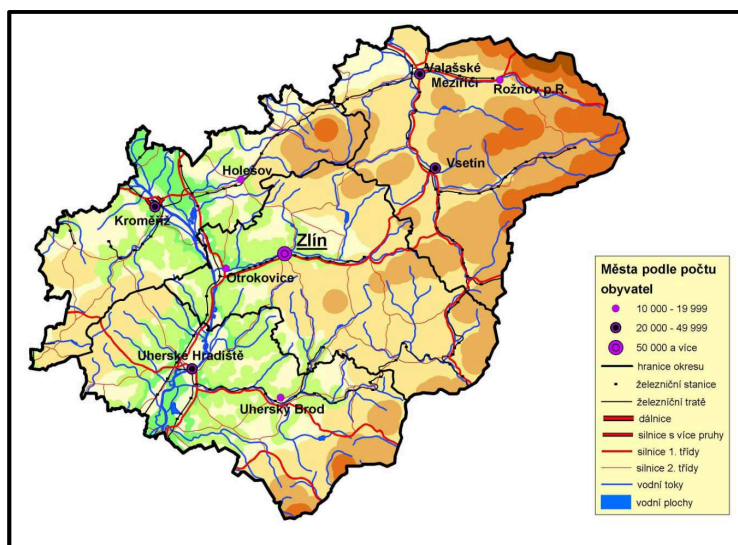 Valašské
Meziříčí
Rožnov p.R.
Vsetín
Holešov
Kroměříž
Zlín
Otrokovice
Uherské Hradiště
Uherský Brod
Města podle počtu
obyvatel
10 000 - 19 999
20 000 - 49 999
50 000 a více
hranice okresu
železniční stanice
železníční tratě
dálnice
silnice s více pruhy
silnice 1. třídy
silnice 2. třídy
vodní toky
vodní plochy